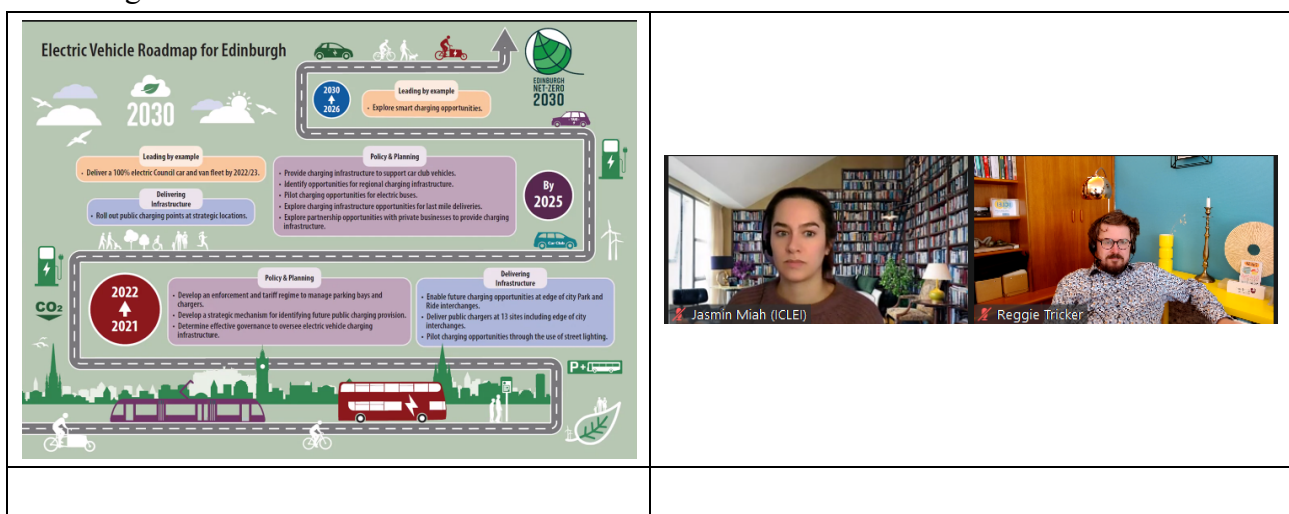 Electric Vehicle Roadmap for Edinburgh
EDINBURGH
NET-ZERO
2030
2030
2030
2026
Leading by example
• Explore smart charging opportunities.
Leading by example
• Deliver a 100% electric Council car and van fleet by 2022/23.
Delivering
Infrastructure
• Roll out public charging points at strategic locations.
Policy & Planning
• Provide charging infrastructure to support car club vehicles.
• Identify opportunities for regional charging infrastructure.
• Pilot charging opportunities for electric buses.
• Explore charging infrastructure opportunities for last mile deliveries.
• Explore partnership opportunities with private businesses to provide charging
infrastructure.
By
2025
Car Club
CO₂
2022
2021
Policy & Planning
• Develop an enforcement and tariff regime to manage parking bays and
chargers.
• Develop a strategic mechanism for identifying future public charging provision.
• Determine effective governance to oversee electric vehicle charging
infrastructure.
Delivering
Infrastructure
• Enable future charging opportunities at edge of city Park and
Ride interchanges.
• Deliver public chargers at 13 sites including edge of city
interchanges.
• Pilot charging opportunities through the use of street lighting.
P+
Jasmin Miah (ICLEI)
Reggie Tricker